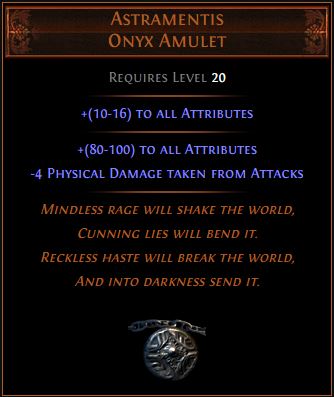 Astramentis
Onyx Amulet
Requires Level 20
+(10-16) to all Attributes
+(80-100) to all Attributes
-4 Physical Damage taken from Attacks
Mindless rage will shake the world,
Cunning lies will bend it.
Reckless haste will break the world,
And into darkness send it.